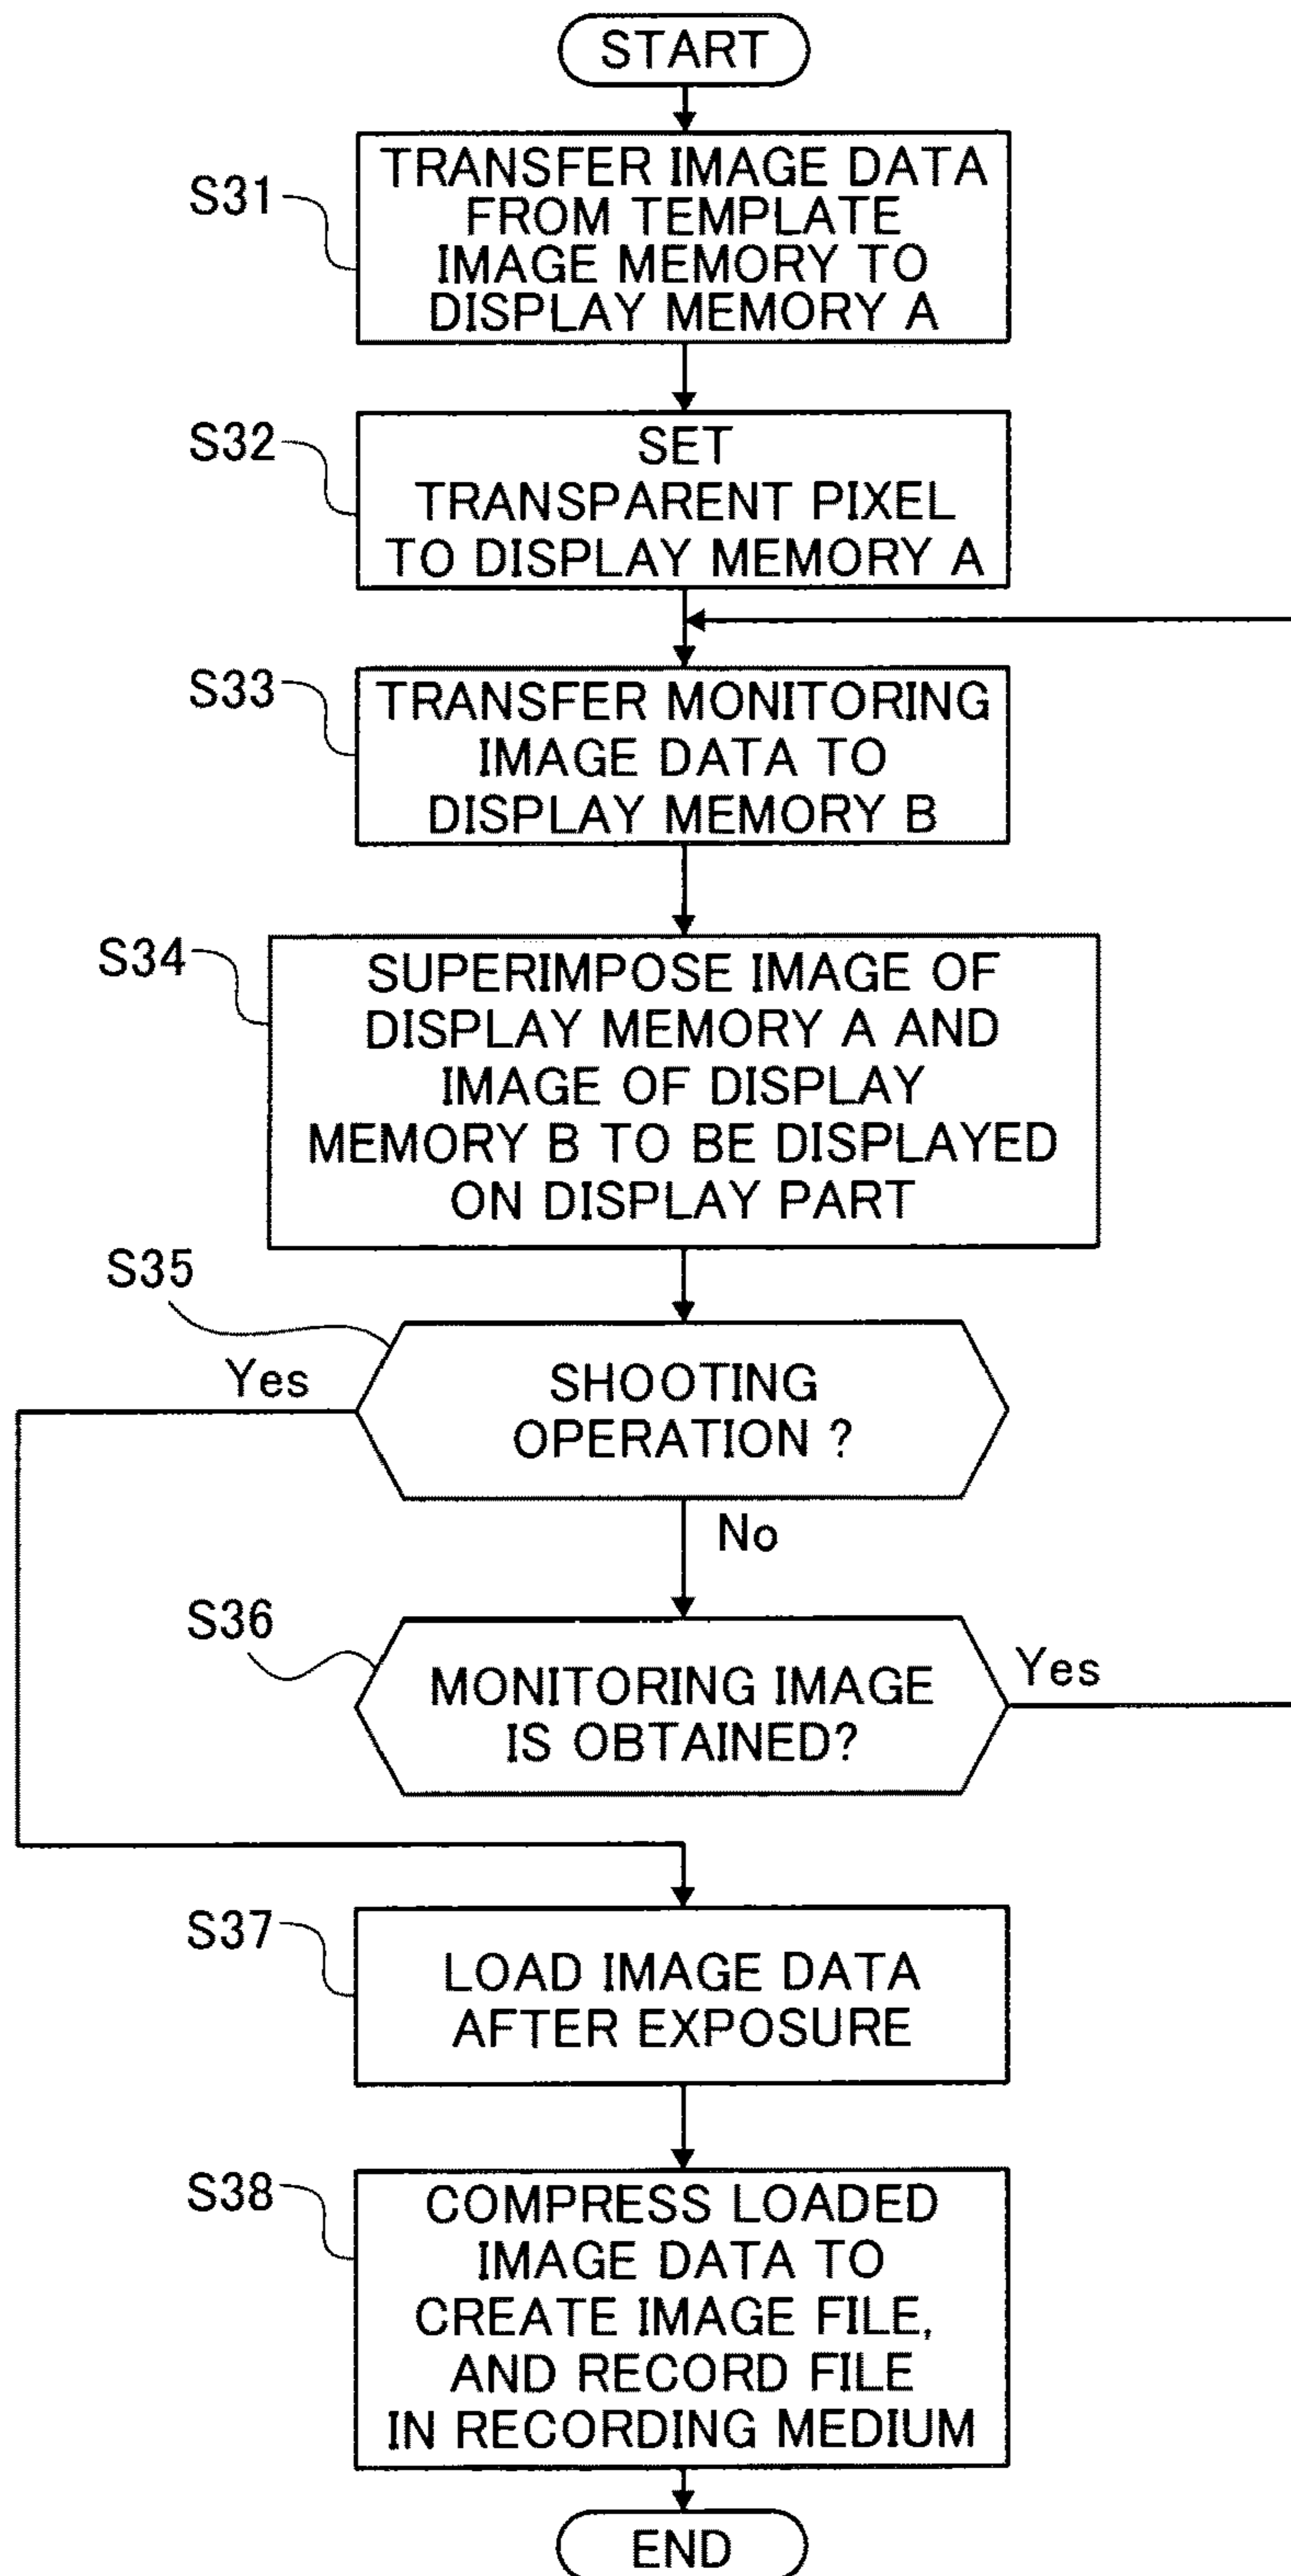 START
S31
TRANSFER IMAGE DATA
FROM TEMPLATE
IMAGE MEMORY TO
DISPLAY MEMORY A
S32
SET
TRANSPARENT PIXEL
TO DISPLAY MEMORY A
S33
TRANSFER MONITORING
IMAGE DATA TO
DISPLAY MEMORY B
S34
SUPERIMPOSE IMAGE OF
DISPLAY MEMORY A AND
IMAGE OF DISPLAY
MEMORY B TO BE DISPLAYED
ON DISPLAY PART
S35
Yes
SHOOTING
OPERATION ?
No
S36
MONITORING IMAGE
IS OBTAINED?
Yes
S37
LOAD IMAGE DATA
AFTER EXPOSURE
S38
COMPRESS LOADED
IMAGE DATA TO
CREATE IMAGE FILE,
AND RECORD FILE
IN RECORDING MEDIUM
END